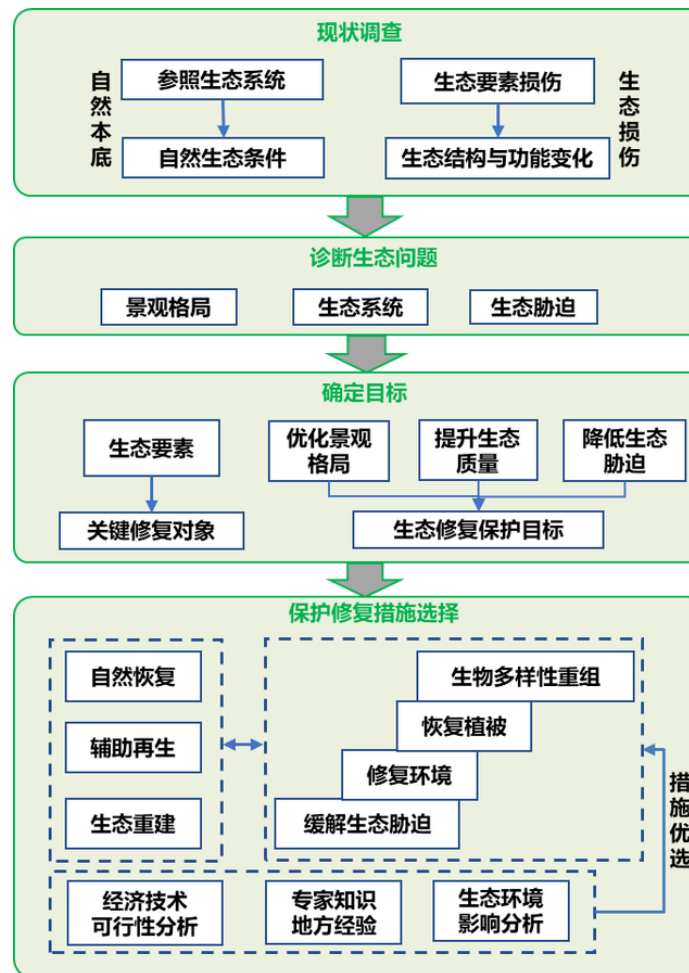 现状调查
自然本底
参照生态系统
自然生态条件
生态要素损伤
生态结构与功能变化
生态损伤
诊断生态问题
景观格局
生态系统
生态胁迫
确定目标
生态要素
关键修复对象
优化景观
格局
提升生态
质量
降低生态
胁迫
生态修复保护目标
保护修复措施选择
自然恢复
辅助再生
生态重建
生物多样性重组
恢复植被
修复环境
缓解生态胁迫
措施优选
经济技术
可行性分析
专家知识
地方经验
生态环境
影响分析